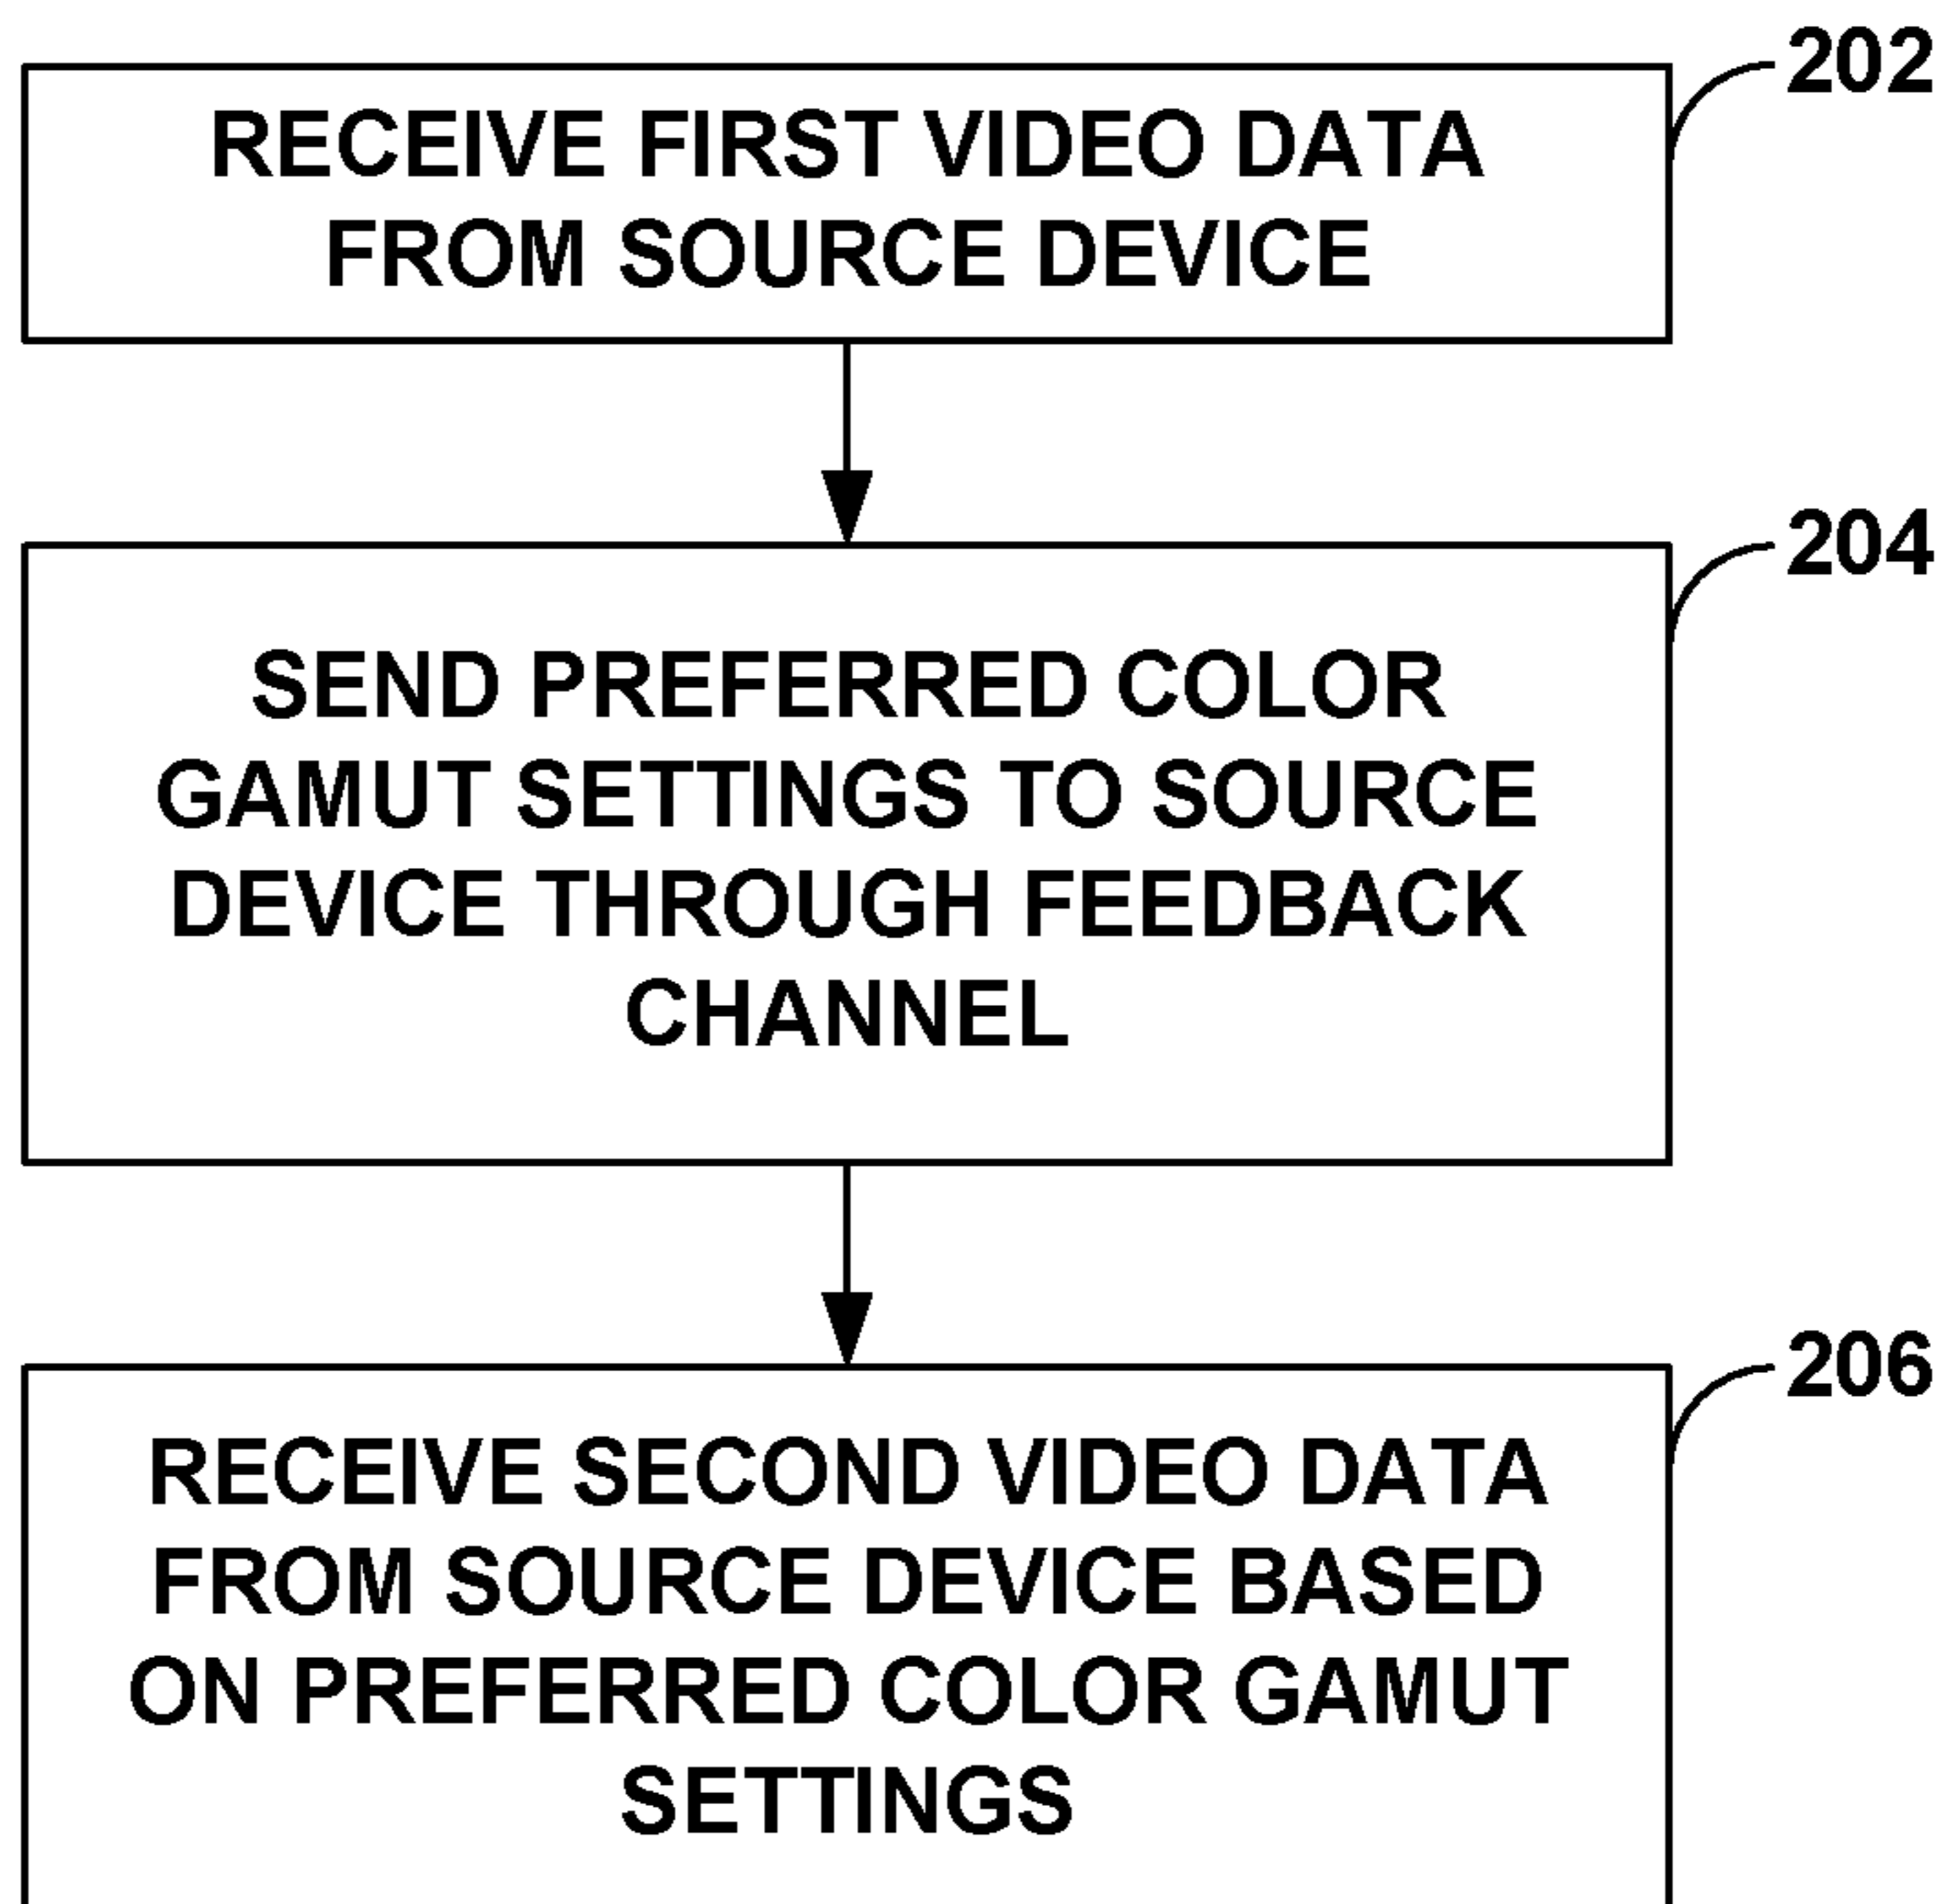 202
RECEIVE FIRST VIDEO DATA
FROM SOURCE DEVICE
204
SEND PREFERRED COLOR
GAMUT SETTINGS TO SOURCE
DEVICE THROUGH FEEDBACK
CHANNEL
206
RECEIVE SECOND VIDEO DATA
FROM SOURCE DEVICE BASED
ON PREFERRED COLOR GAMUT
SETTINGS